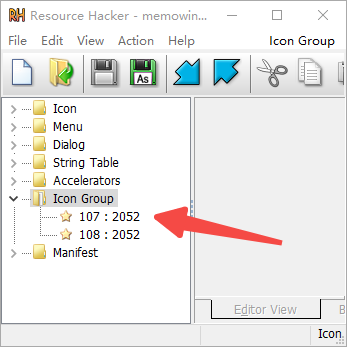 RH Resource Hacker - memowin...
File Edit View Action Help Icon Group
As
Icon
Menu
Dialog
String Table
Accelerators
Icon Group
107 : 2052
108 : 2052
Manifest
Editor View
Icon